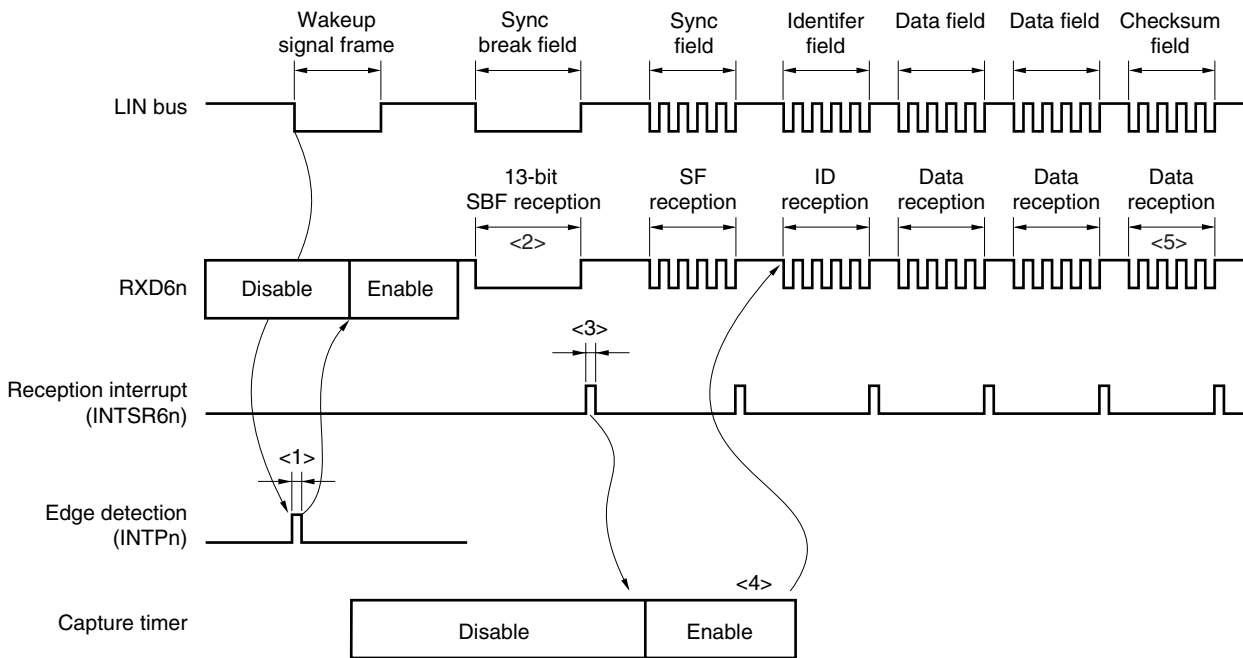 Wakeup
signal frame
Sync
break field
Sync
field
Identifer
field
Data field
Data field
Checksum
field
LIN bus
13-bit
SBF reception
<2>
SF
reception
ID
reception
Data
reception
Data
reception
Data
reception
<5>
RXD6n
Disable
Enable
<3>
Reception interrupt
(INTSR6n)
<1>
Edge detection
(INTPn)
<4>
Capture timer
Disable
Enable